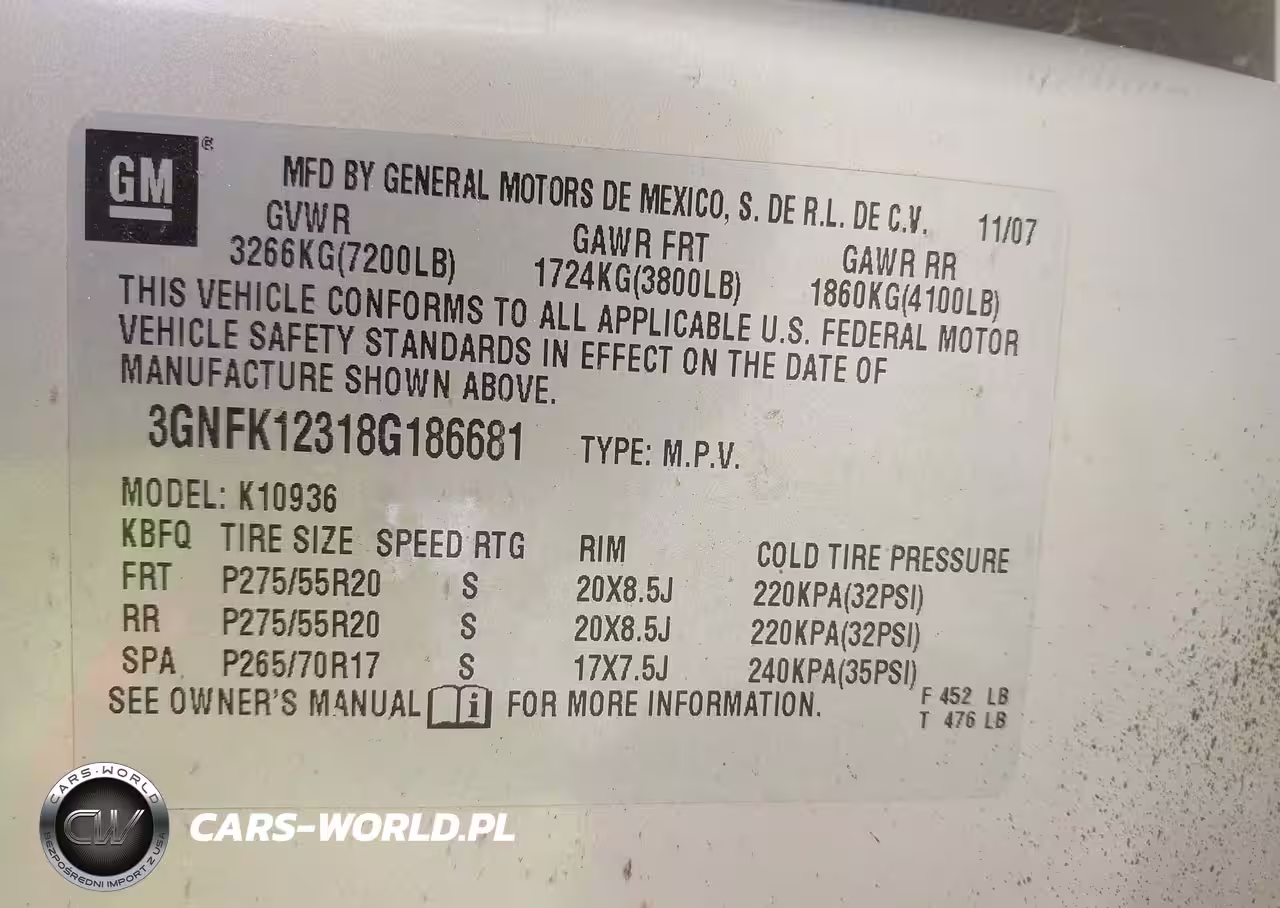 GM ®
MFD BY GENERAL MOTORS DE MEXICO, S. DE R.L. DE C.V. 11/07
GVWR GAWR FRT GAWR RR
3266KG(7200LB) 1724KG(3800LB) 1860KG(4100LB)
THIS VEHICLE CONFORMS TO ALL APPLICABLE U.S. FEDERAL MOTOR
VEHICLE SAFETY STANDARDS IN EFFECT ON THE DATE OF
MANUFACTURE SHOWN ABOVE.
3GNFK12318G186681 TYPE: M.P.V.
MODEL: K10936
KBFQ TIRE SIZE SPEED RTG RIM COLD TIRE PRESSURE
FRT P275/55R20 S 20X8.5J 220KPA(32PSI)
RR P275/55R20 S 20X8.5J 220KPA(32PSI)
SPA P265/70R17 S 17X7.5J 240KPA(35PSI)
SEE OWNER'S MANUAL i FOR MORE INFORMATION.
F 452 LB
T 476 LB
CARS-WORLD
CW
BEZPOŚREDNI IMPORT Z USA
CARS-WORLD.PL